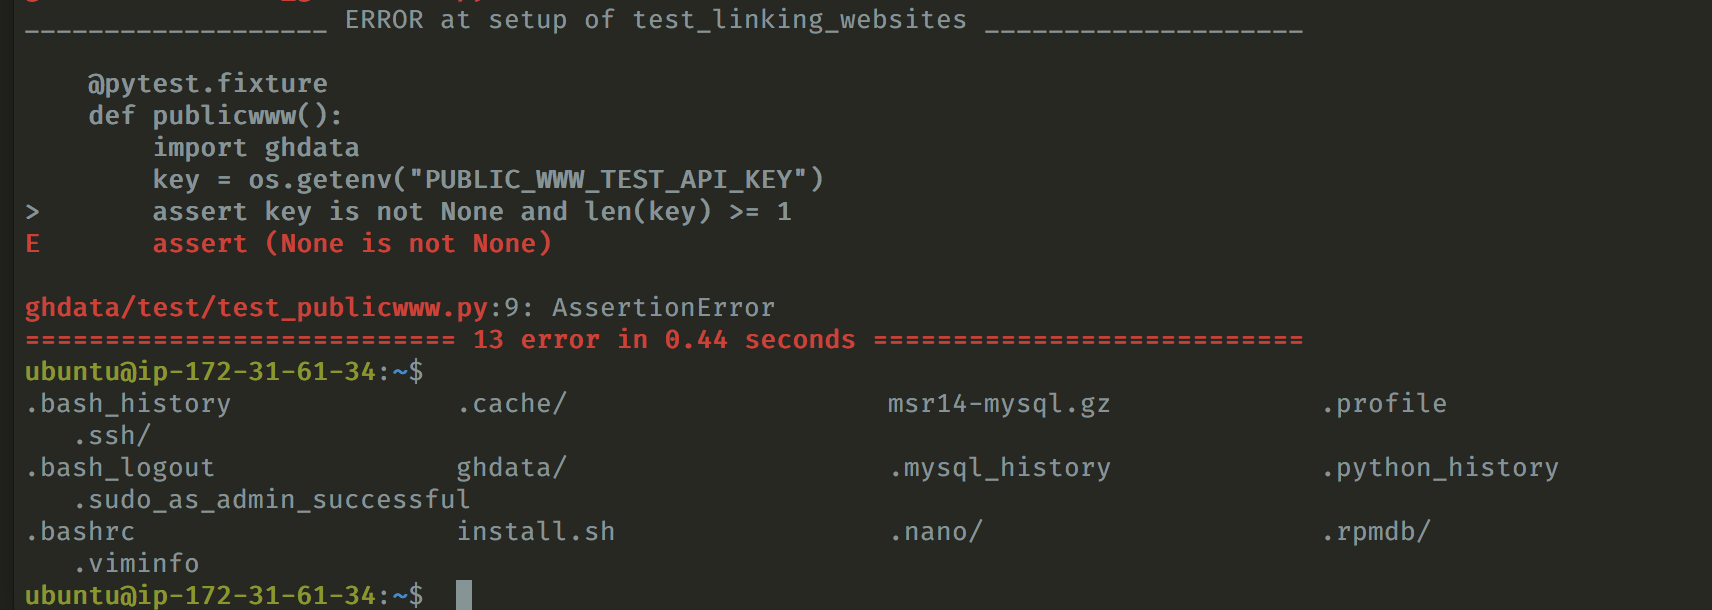 ___________________ ERROR at setup of test_linking_websites ____________________
@pytest.fixture
def publicwww():
import ghdata
key = os.getenv("PUBLIC_WWW_TEST_API_KEY")
> assert key is not None and len(key) >= 1
E assert (None is not None)
ghdata/test/test_publicwww.py:9: AssertionError
=========================== 13 error in 0.44 seconds ===========================
ubuntu@ip-172-31-61-34:~$
.bash_history .cache/ msr14-mysql.gz .profile
.ssh/
.bash_logout ghdata/ .mysql_history .python_history
.sudo_as_admin_successful
.bashrc install.sh .nano/ .rpmdb/
.viminfo
ubuntu@ip-172-31-61-34:~$